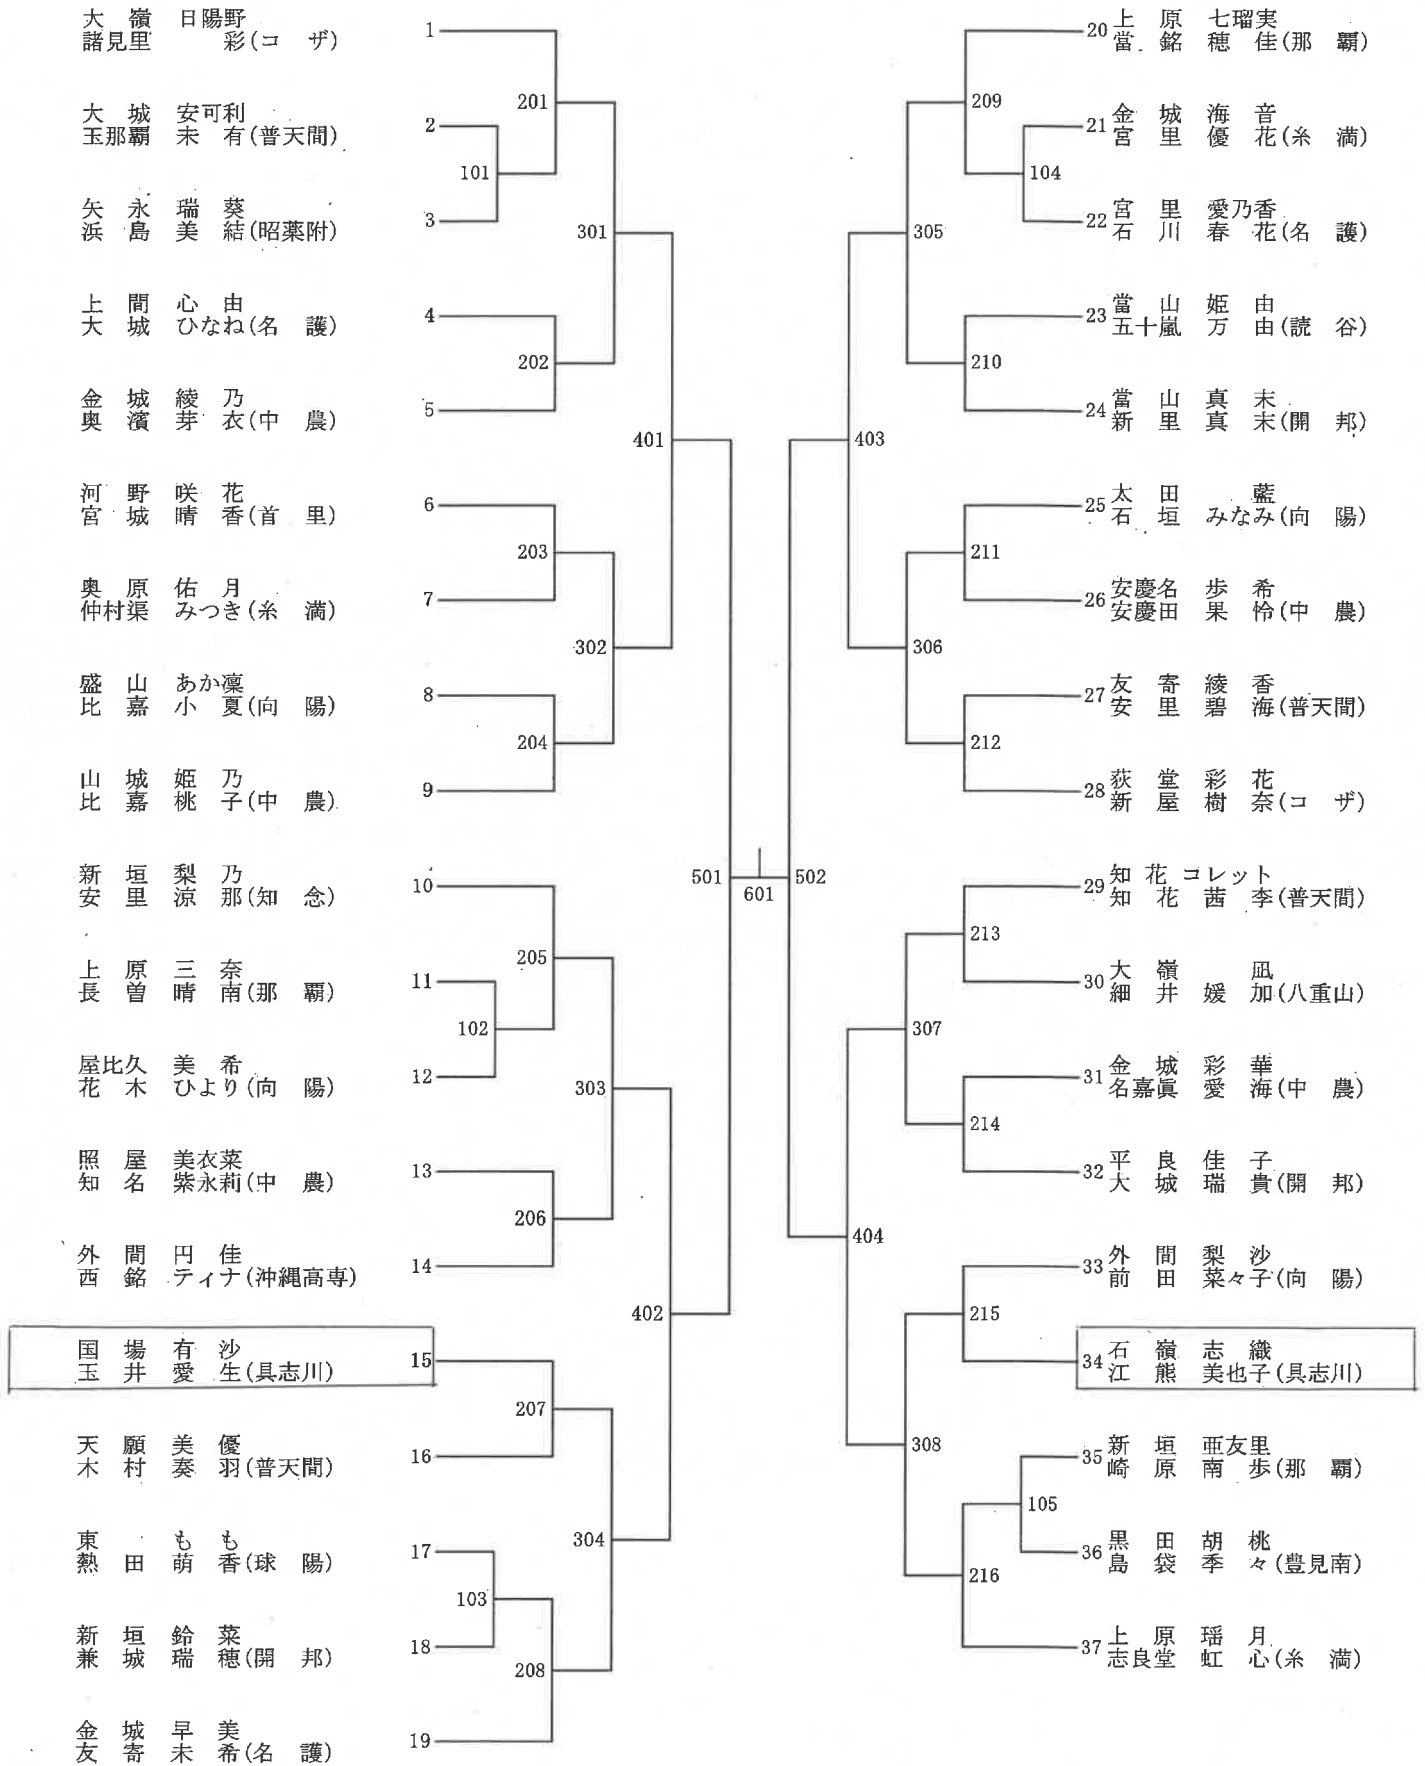 大 嶺 日陽野
諸見里 彩(コ ザ) 1
大 城 安可利
玉那覇 未 有(普天間) 2
矢 永 瑞 葵
浜 島 美 結(昭薬附) 3
上 間 心 由
大 城 ひなね(名 護) 4
金 城 綾 乃
奥 濱 芽 衣(中 農) 5
河 野 咲 花
宮 城 晴 香(首 里) 6
奥 原 佑 月
仲村渠 みつき(糸 満) 7
盛 山 あか凜
比 嘉 小 夏(向 陽) 8
山 城 姫 乃
比 嘉 桃 子(中 農) 9
新 垣 梨 乃
安 里 涼 那(知 念) 10
上 原 三 奈
長 曽 晴 南(那 覇) 11
屋比久 美 希
花 木 ひより(向 陽) 12
照 屋 美衣菜
知 名 紫永莉(中 農) 13
外 間 円 佳
西 銘 ティナ(沖縄高専) 14
国 場 有 沙
玉 井 愛 生(具志川) 15
天 願 美 優
木 村 奏 羽(普天間) 16
東 も も
熱 田 萌 香(球 陽) 17
新 垣 鈴 菜
兼 城 瑞 穂(開 邦) 18
金 城 早 美
友 寄 未 希(名 護) 19
101
102
103
201
202
203
204
205
206
207
208
301
302
303
304
401
402
501
601
502
403
404
305
306
307
308
209
210
211
212
213
214
215
216
104
105
20 上 原 七瑠実
當 銘 穂 佳(那 覇)
21 金 城 海 音
宮 里 優 花(糸 満)
22 宮 里 愛乃香
石 川 春 花(名 護)
23 當 山 姫 由
五十嵐 万 由(読 谷)
24 當 山 真 末
新 里 真 末(開 邦)
25 太 田 藍
石 垣 みなみ(向 陽)
26 安慶名 歩 希
安慶田 果 怜(中 農)
27 友 寄 綾 香
安 里 碧 海(普天間)
28 荻 堂 彩 花
新 屋 樹 奈(コ ザ)
29 知 花 コレット
知 花 茜 李(普天間)
30 大 嶺 凪
細 井 媛 加(八重山)
31 金 城 彩 華
名嘉眞 愛 海(中 農)
32 平 良 佳 子
大 城 瑞 貴(開 邦)
33 外 間 梨 沙
前 田 菜々子(向 陽)
34 石 嶺 志 織
江 熊 美也子(具志川)
35 新 垣 亜友里
崎 原 南 歩(那 覇)
36 黒 田 胡 桃
島 袋 季 々(豊見南)
37 上 原 瑶 月
志良堂 虹 心(糸 満)